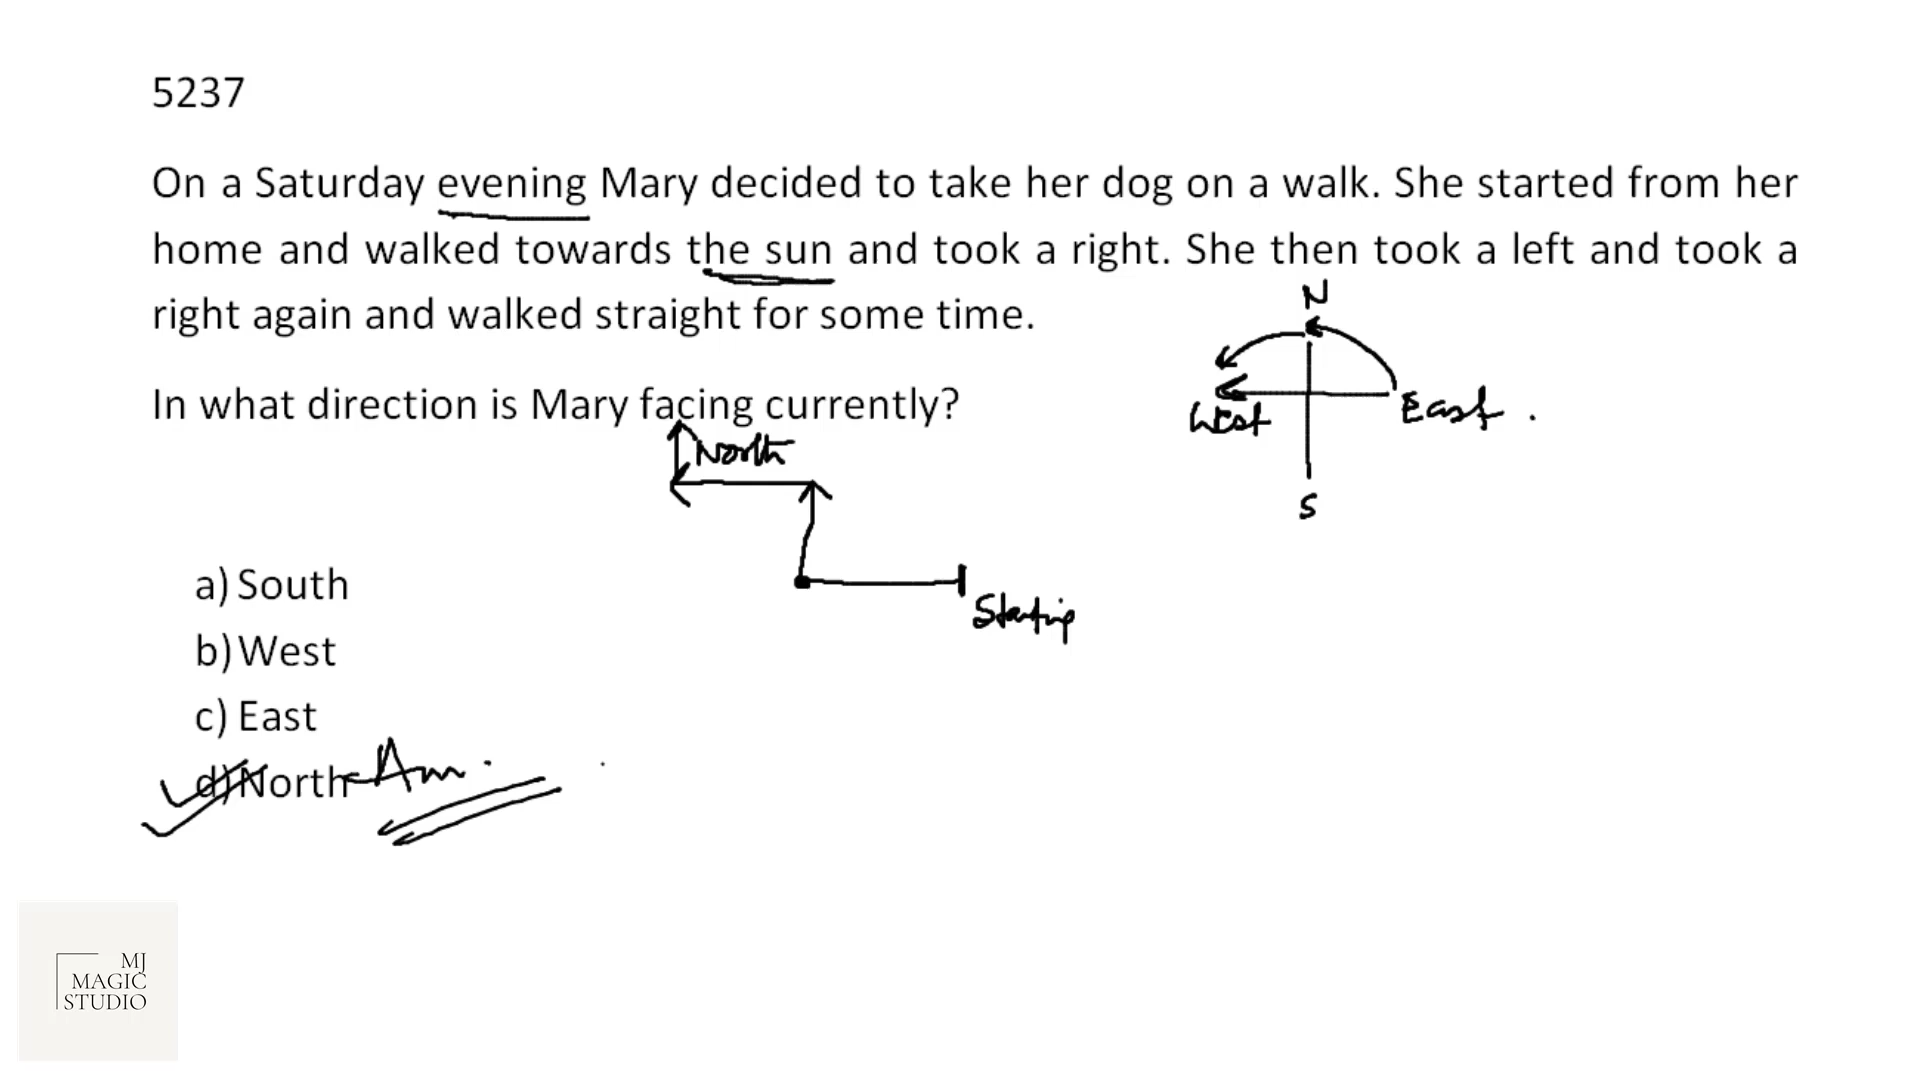 5237
On a Saturday evening Mary decided to take her dog on a walk. She started from her
home and walked towards the sun and took a right. She then took a left and took a
right again and walked straight for some time.
N
In what direction is Mary facing currently?
West
East .
North
S
a) South
Starting
b) West
c) East
d) North Ans.
MJ
MAGIC
STUDIO